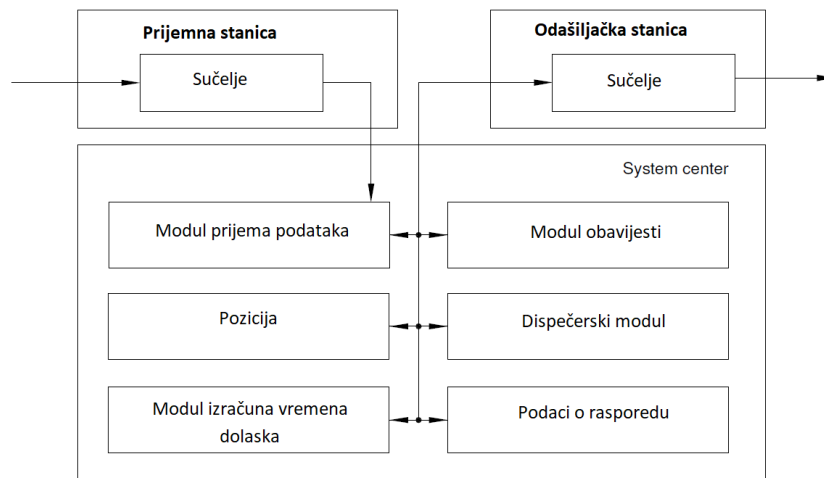 Prijemna stanica
Sučelje
Odašiljačka stanica
Sučelje
System center
Modul prijema podataka
Modul obavijesti
Pozicija
Dispečerski modul
Modul izračuna vremena
dolaska
Podaci o rasporedu